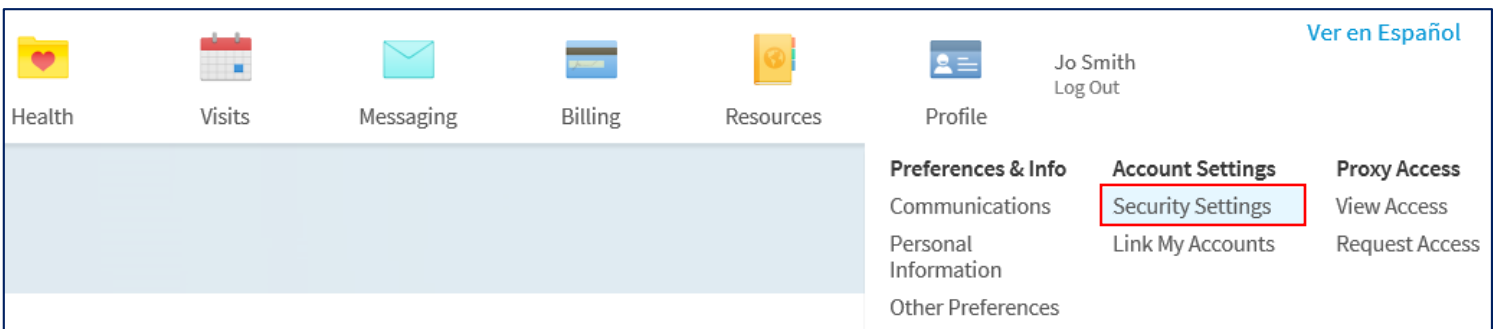 Ver en Español
Jo Smith
Log Out
Health Visits Messaging Billing Resources Profile
Preferences & Info Account Settings Proxy Access
Communications Security Settings View Access
Personal Information Link My Accounts Request Access
Other Preferences